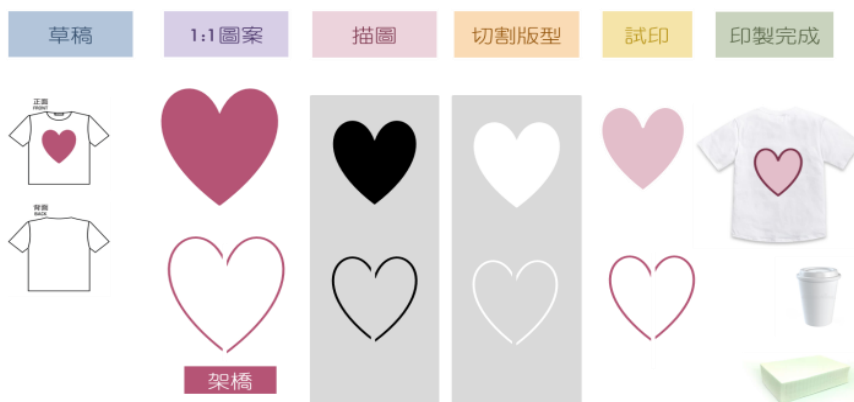 草稿
1:1圖案
描圖
切割版型
試印
印製完成
正面
FRONT
背面
BACK
架橋